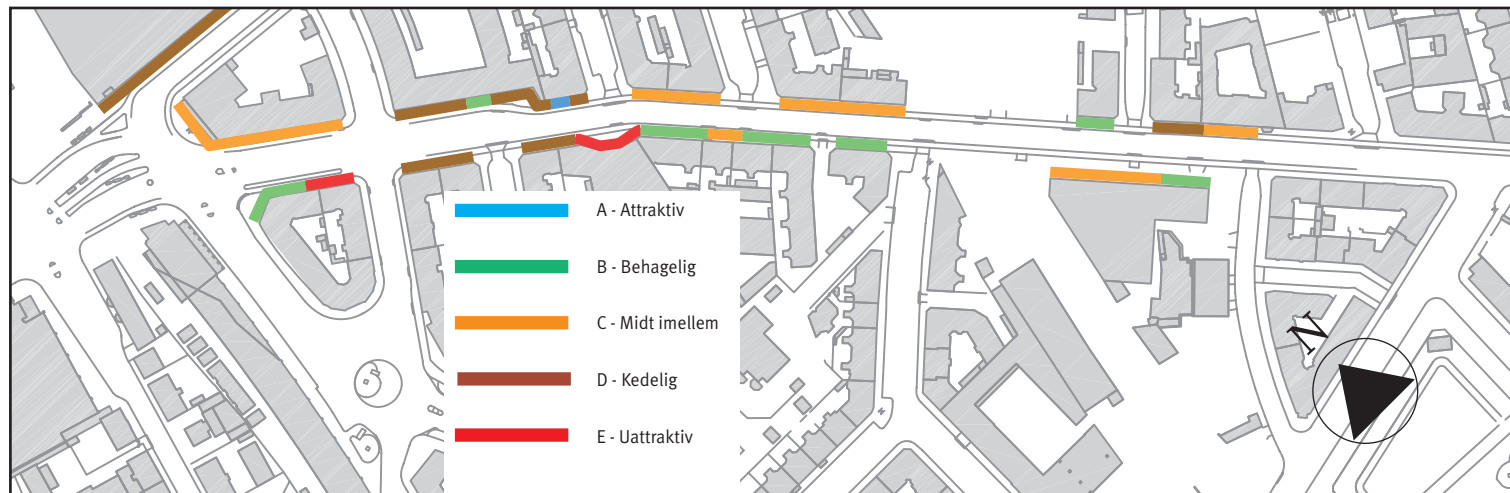 A - Attraktiv
B - Behagelig
C - Midt imellem
D - Kedelig
E - Uattraktiv
N